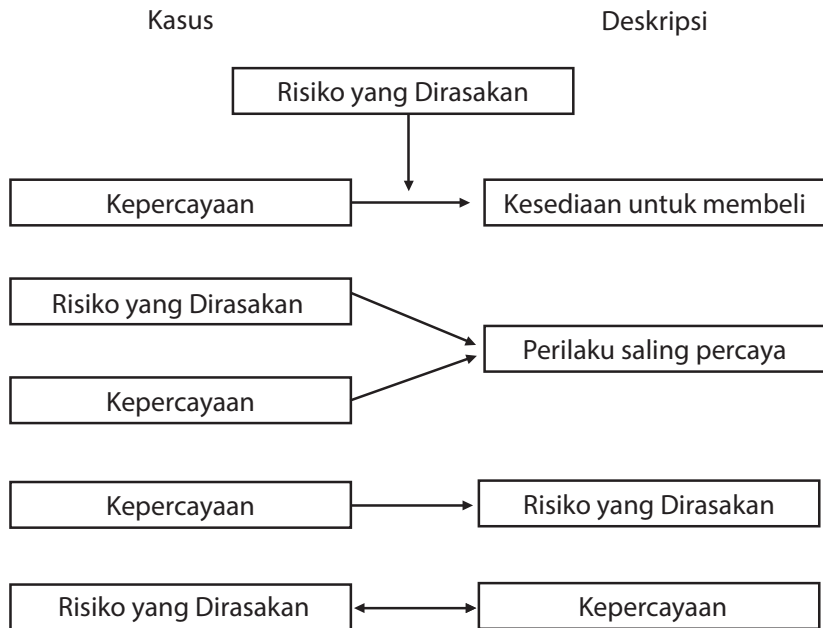 Kasus
Deskripsi
Risiko yang Dirasakan
Kepercayaan
Kesediaan untuk membeli
Risiko yang Dirasakan
Perilaku saling percaya
Kepercayaan
Kepercayaan
Risiko yang Dirasakan
Risiko yang Dirasakan
Kepercayaan